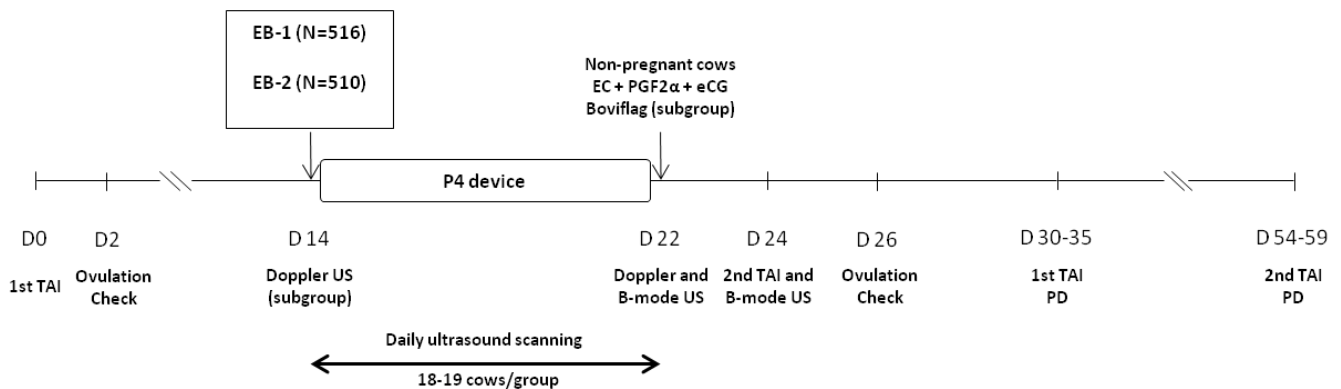 EB-1 (N=516)
EB-2 (N=510)
Non-pregnant cows
EC + PGF2α + eCG
Boviflag (subgroup)
P4 device
D0
D2
D 14
D 22
D 24
D 26
D 30-35
D 54-59
1st TAI
Ovulation
Check
Doppler US
(subgroup)
Doppler and
B-mode US
2nd TAI and
B-mode US
Ovulation
Check
1st TAI
PD
2nd TAI
PD
Daily ultrasound scanning
18-19 cows/group